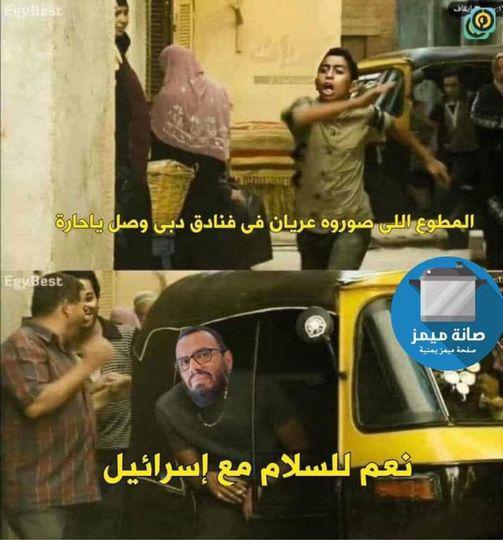 EgyBest
المطوع اللي صوروه عريان في فنادق دبي وصل ياحارة
EgyBest
صانة ميمز
صفحة ميمز يمنية
نعم للسلام مع إسرائيل